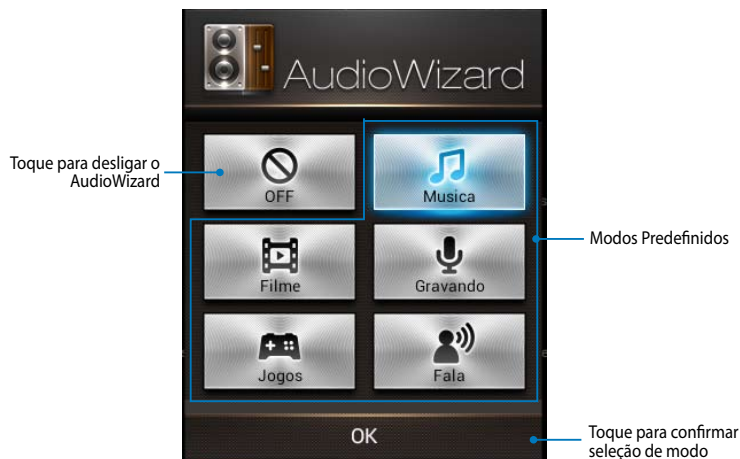 AudioWizard
Toque para desligar o
AudioWizard
OFF
Musica
Modos Predefinidos
Filme
Gravando
Jogos
Fala
OK
Toque para confirmar
seleção de modo